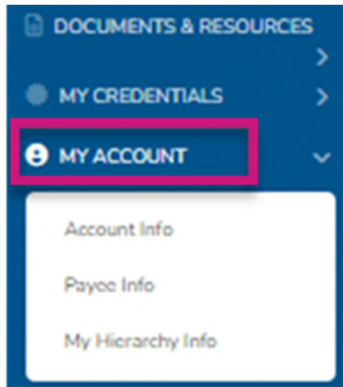 DOCUMENTS & RESOURCES
MY CREDENTIALS
MY ACCOUNT
Account Info
Payee Info
My Hierarchy Info